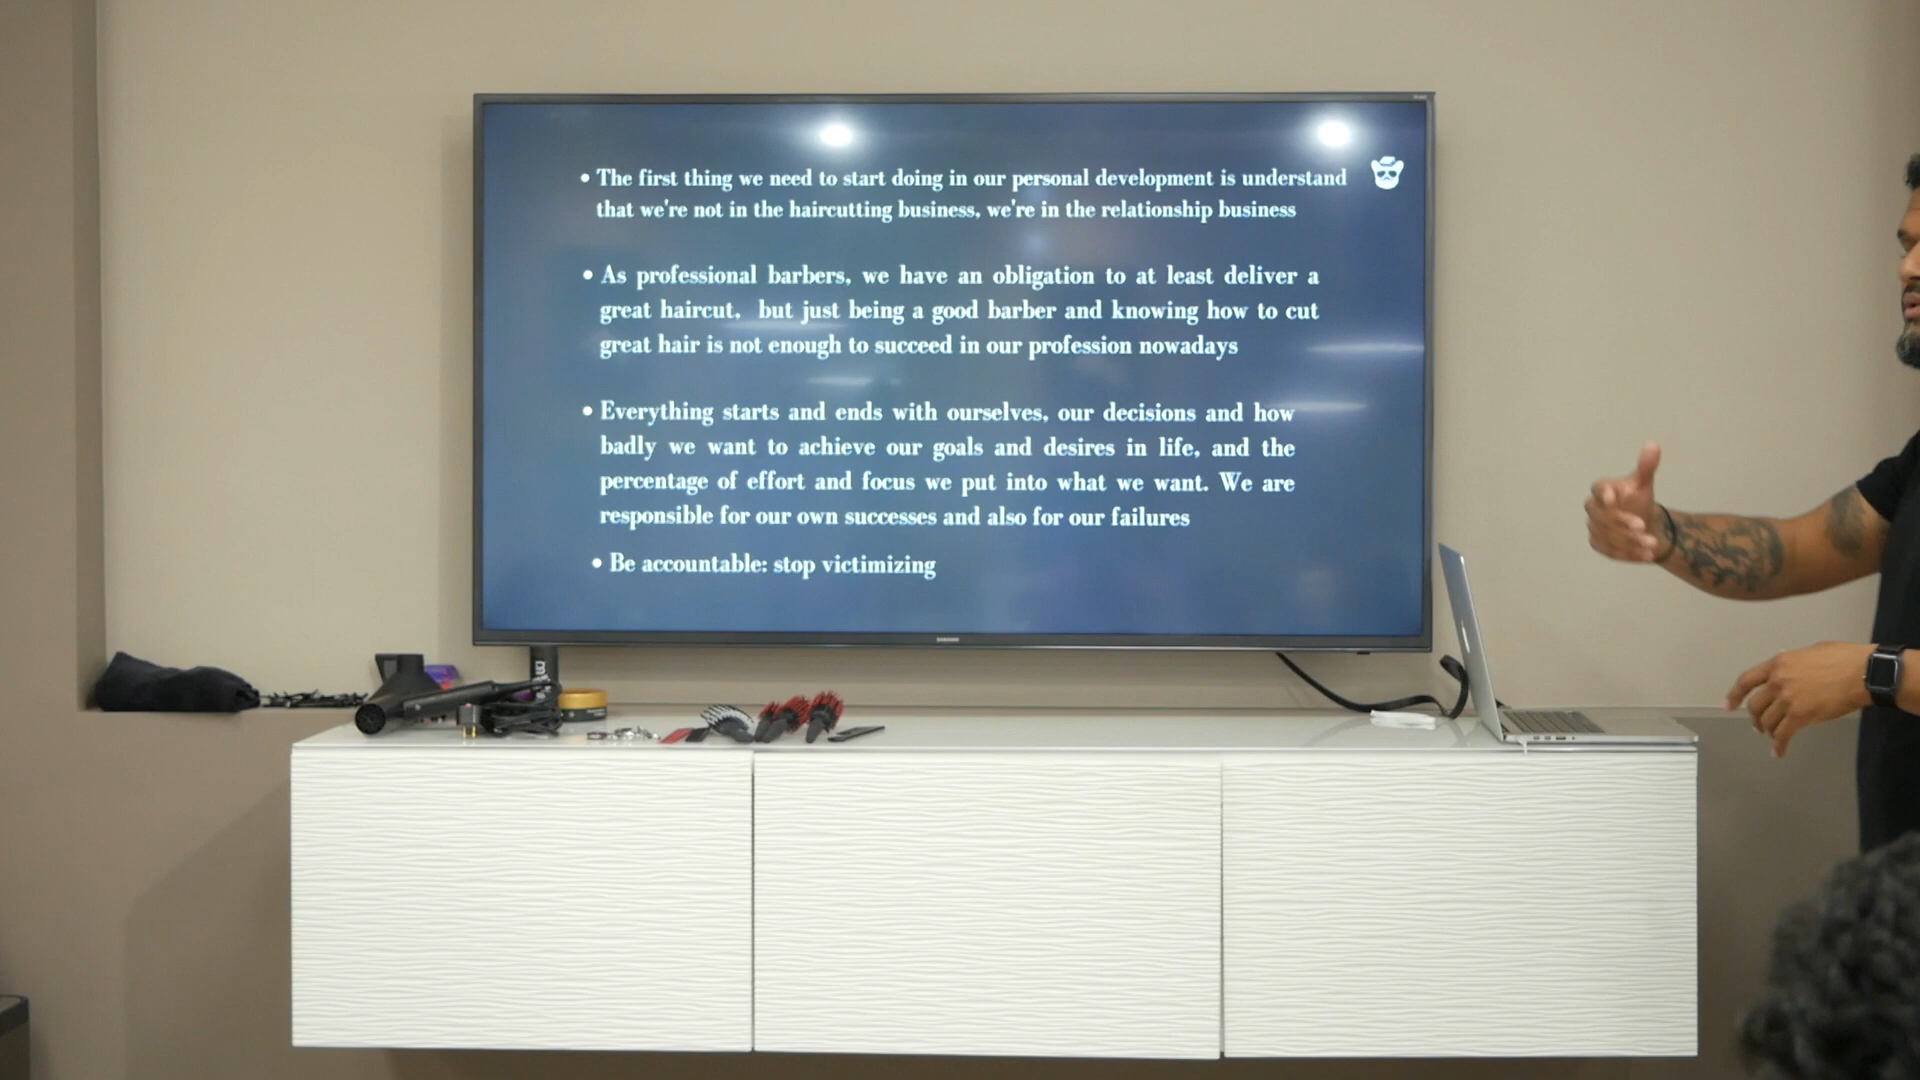 • The first thing we need to start doing in our personal development is understand
that we're not in the haircutting business, we're in the relationship business
• As professional barbers, we have an obligation to at least deliver a
great haircut, but just being a good barber and knowing how to cut
great hair is not enough to succeed in our profession nowadays
• Everything starts and ends with ourselves, our decisions and how
badly we want to achieve our goals and desires in life, and the
percentage of effort and focus we put into what we want. We are
responsible for our own successes and also for our failures
• Be accountable: stop victimizing
SAMSUNG